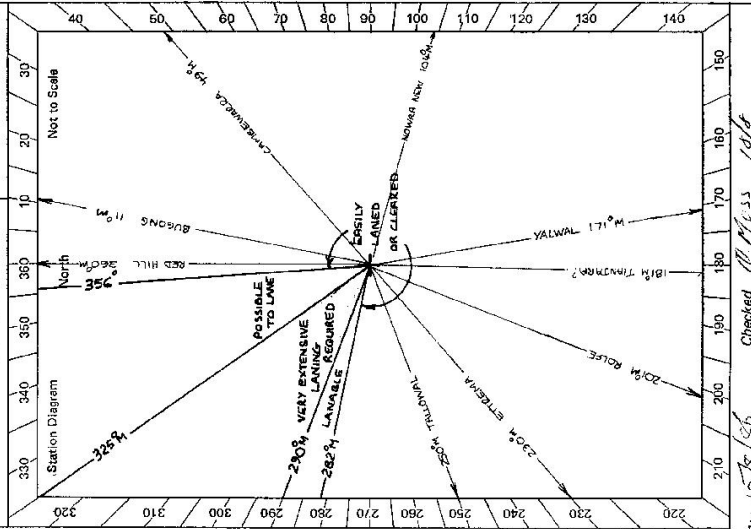 40 50 60 70 80 90 100 110 120 130 140
30
20
10
360
350
340
330
150
160
170
180
190
200
210
320 310 300 290 280 270 260 250 240 230 220
Station Diagram
North
Not to Scale
CAMBEWARRA 49°M
NOWRA NEW 104°M
BUGONG 11°M
RED HILL 360°M
356°
EASILY
LANED
OR CLEARED
YALWAL 171°M
181°M TIANJARA?
201°M ROLFE
230°M ETTREMA
250°M TALLOWAL
POSSIBLE
TO LANE
325°M
VERY EXTENSIVE
LANING
REQUIRED
290°M
LANABLE
282°M
Checked